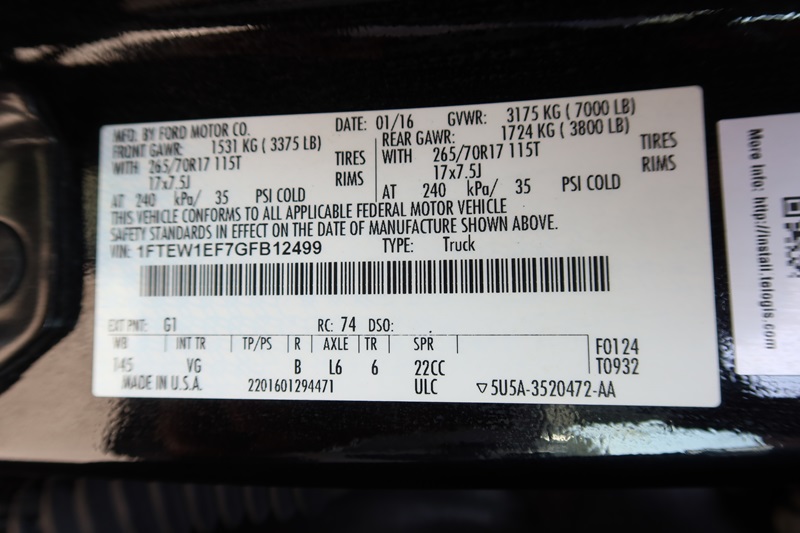 MFD. BY FORD MOTOR CO.
DATE: 01/16 GVWR: 3175 KG ( 7000 LB)
FRONT GAWR: 1531 KG ( 3375 LB)
WITH 265/70R17 115T TIRES
17x7.5J RIMS
AT 240 kPa/ 35 PSI COLD
REAR GAWR: 1724 KG ( 3800 LB)
WITH 265/70R17 115T TIRES
17x7.5J RIMS
AT 240 kPa/ 35 PSI COLD
THIS VEHICLE CONFORMS TO ALL APPLICABLE FEDERAL MOTOR VEHICLE
SAFETY STANDARDS IN EFFECT ON THE DATE OF MANUFACTURE SHOWN ABOVE.
VIN: 1FTEW1EF7GFB12499 TYPE: Truck
EXT PNT: G1 RC: 74 DSO:
WB INT TR TP/PS R AXLE TR SPR F0124
145 VG B L6 6 22CC T0932
MADE IN U.S.A. 2201601294471 ULC ▽5U5A-3520472-AA
More Info: http://install.telogis.com